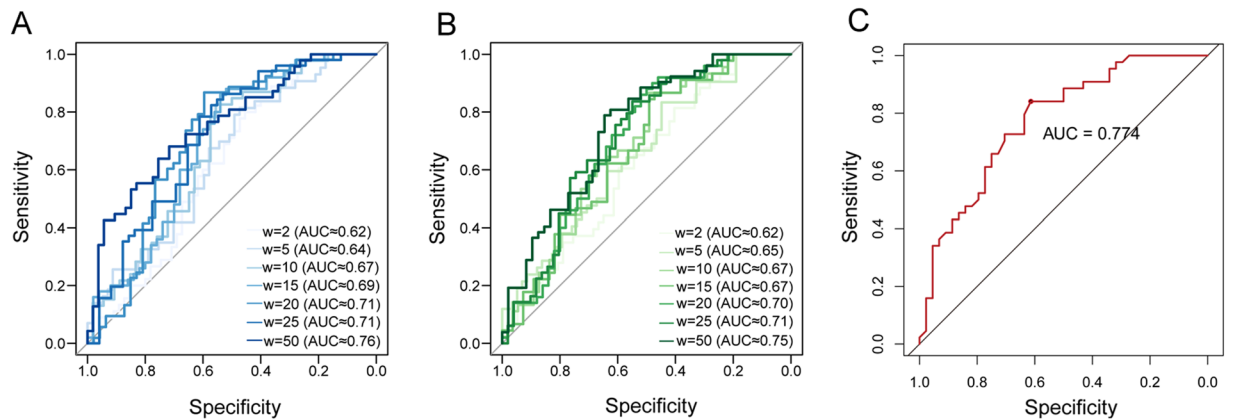 A
Sensitivity
1.0
0.8
0.6
0.4
0.2
0.0
w=2 (AUC≈0.62)
w=5 (AUC≈0.64)
w=10 (AUC≈0.67)
w=15 (AUC≈0.69)
w=20 (AUC≈0.71)
w=25 (AUC≈0.71)
w=50 (AUC≈0.76)
1.0 0.8 0.6 0.4 0.2 0.0
Specificity
B
Sensitivity
1.0
0.8
0.6
0.4
0.2
0.0
w=2 (AUC≈0.62)
w=5 (AUC≈0.65)
w=10 (AUC≈0.67)
w=15 (AUC≈0.67)
w=20 (AUC≈0.70)
w=25 (AUC≈0.71)
w=50 (AUC≈0.75)
1.0 0.8 0.6 0.4 0.2 0.0
Specificity
C
Sensitivity
1.0
0.8
0.6
0.4
0.2
0.0
AUC = 0.774
1.0 0.8 0.6 0.4 0.2 0.0
Specificity